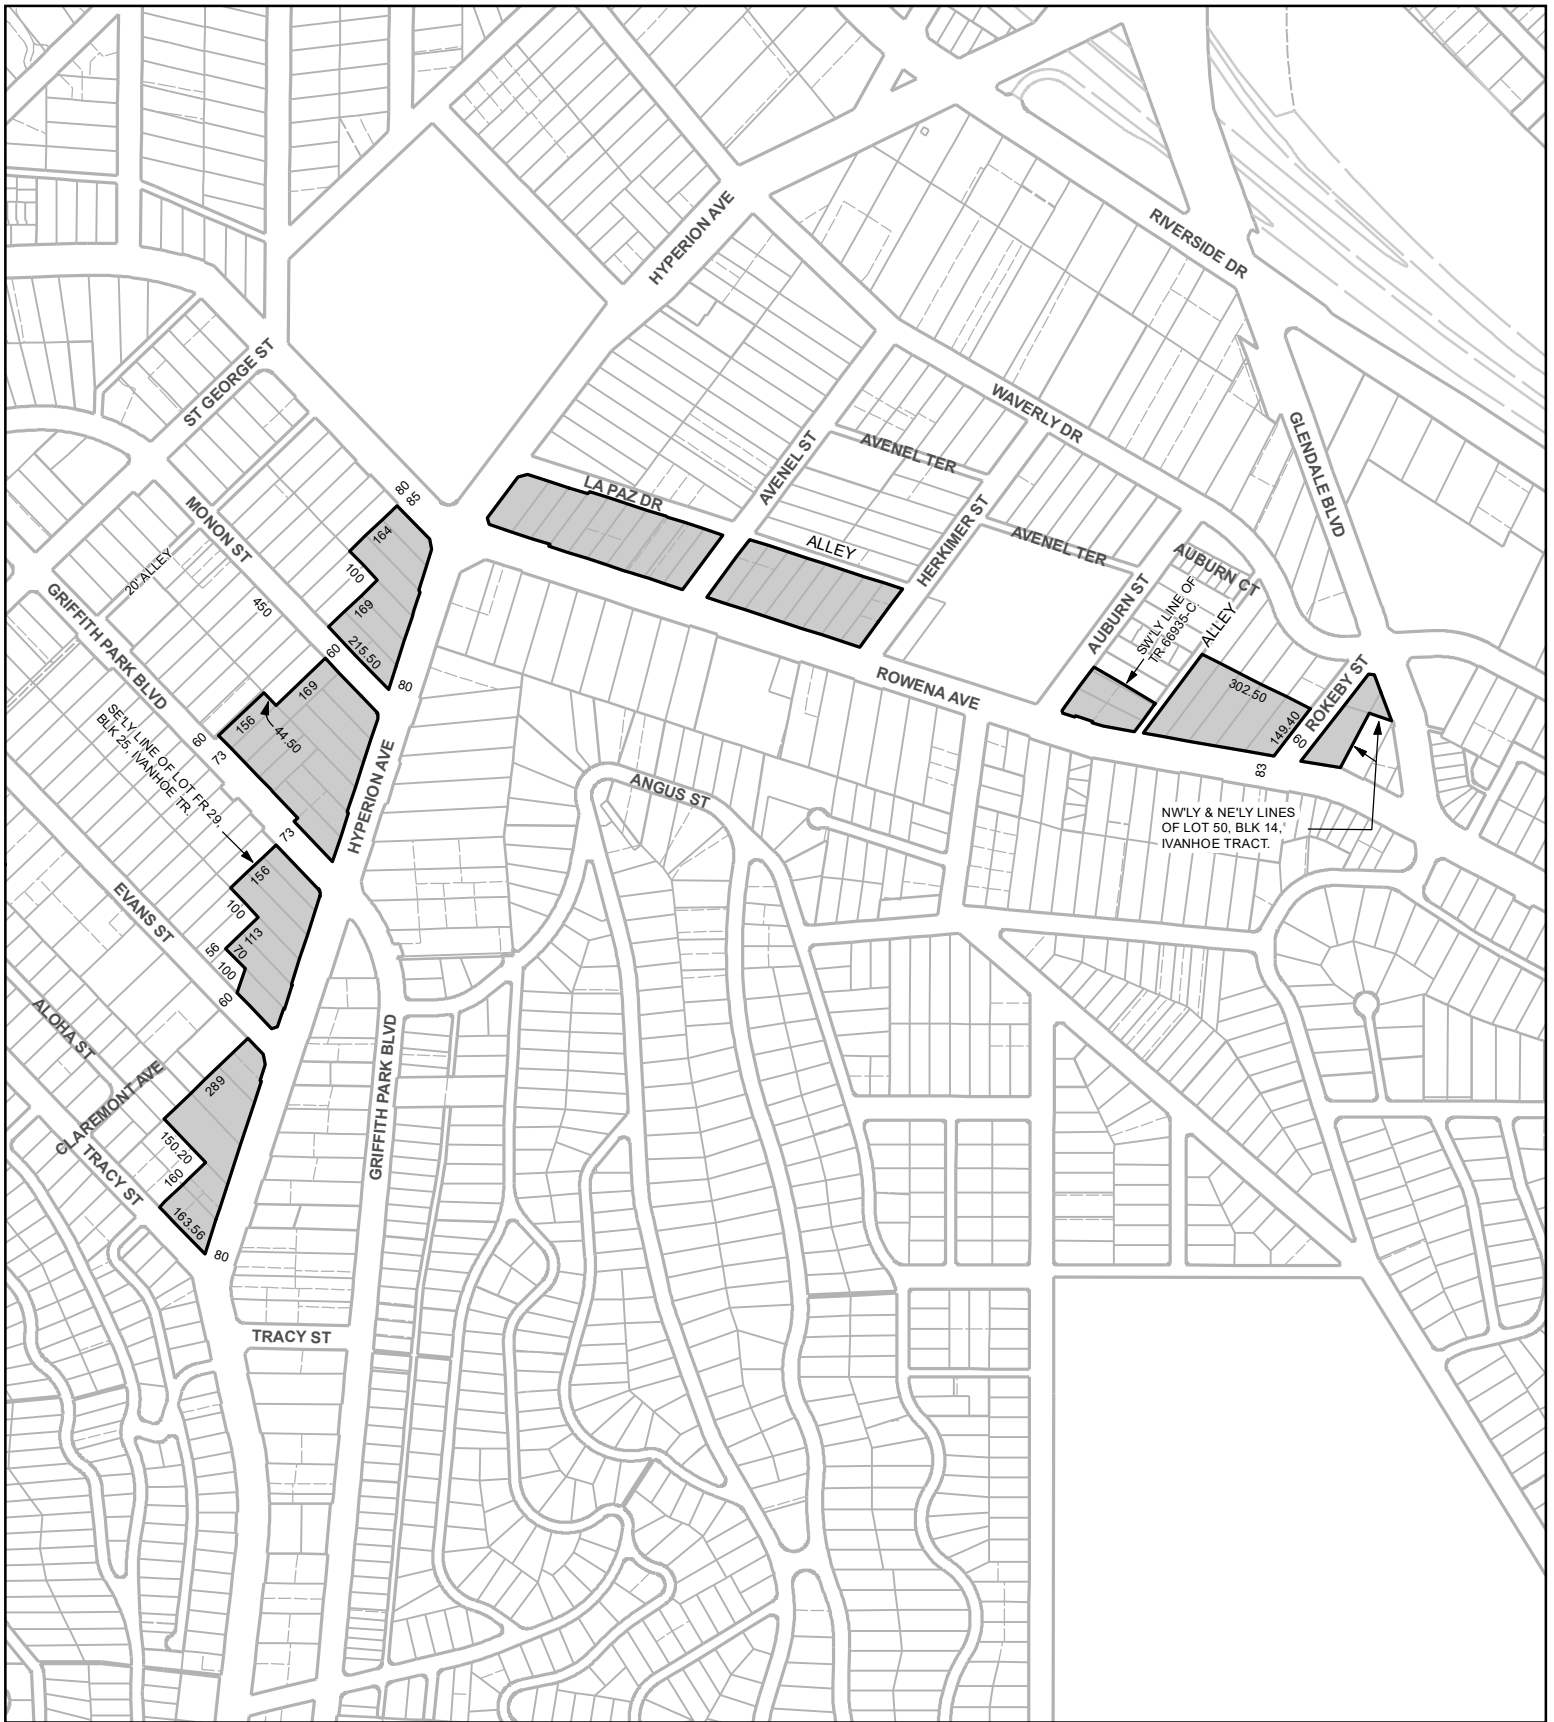 HYPERION AVE
RIVERSIDE DR
ST GEORGE ST
WAVERLY DR
GLENDALE BLVD
AVENEL ST
AVENEL TER
LA PAZ DR
80
85
164
100
169
215.50
80
MONON ST
20' ALLEY
450
ALLEY
HERKIMER ST
AVENEL TER
AUBURN CT
AUBURN ST
SW'LY LINE OF
TR 66935-C.
ALLEY
GRIFFITH PARK BLVD
60
169
156
44.50
60
73
ROWENA AVE
302.50
149.40
60
ROKEBY ST
83
SE'LY LINE OF LOT FR 29,
BLK 25, IVANHOE TR.
HYPERION AVE
ANGUS ST
NW'LY & NE'LY LINES
OF LOT 50, BLK 14,
IVANHOE TRACT.
73
156
100
113
70
56
100
60
EVANS ST
ALOHA ST
CLAREMONT AVE
TRACY ST
289
150.20
160
163.56
80
GRIFFITH PARK BLVD
TRACY ST